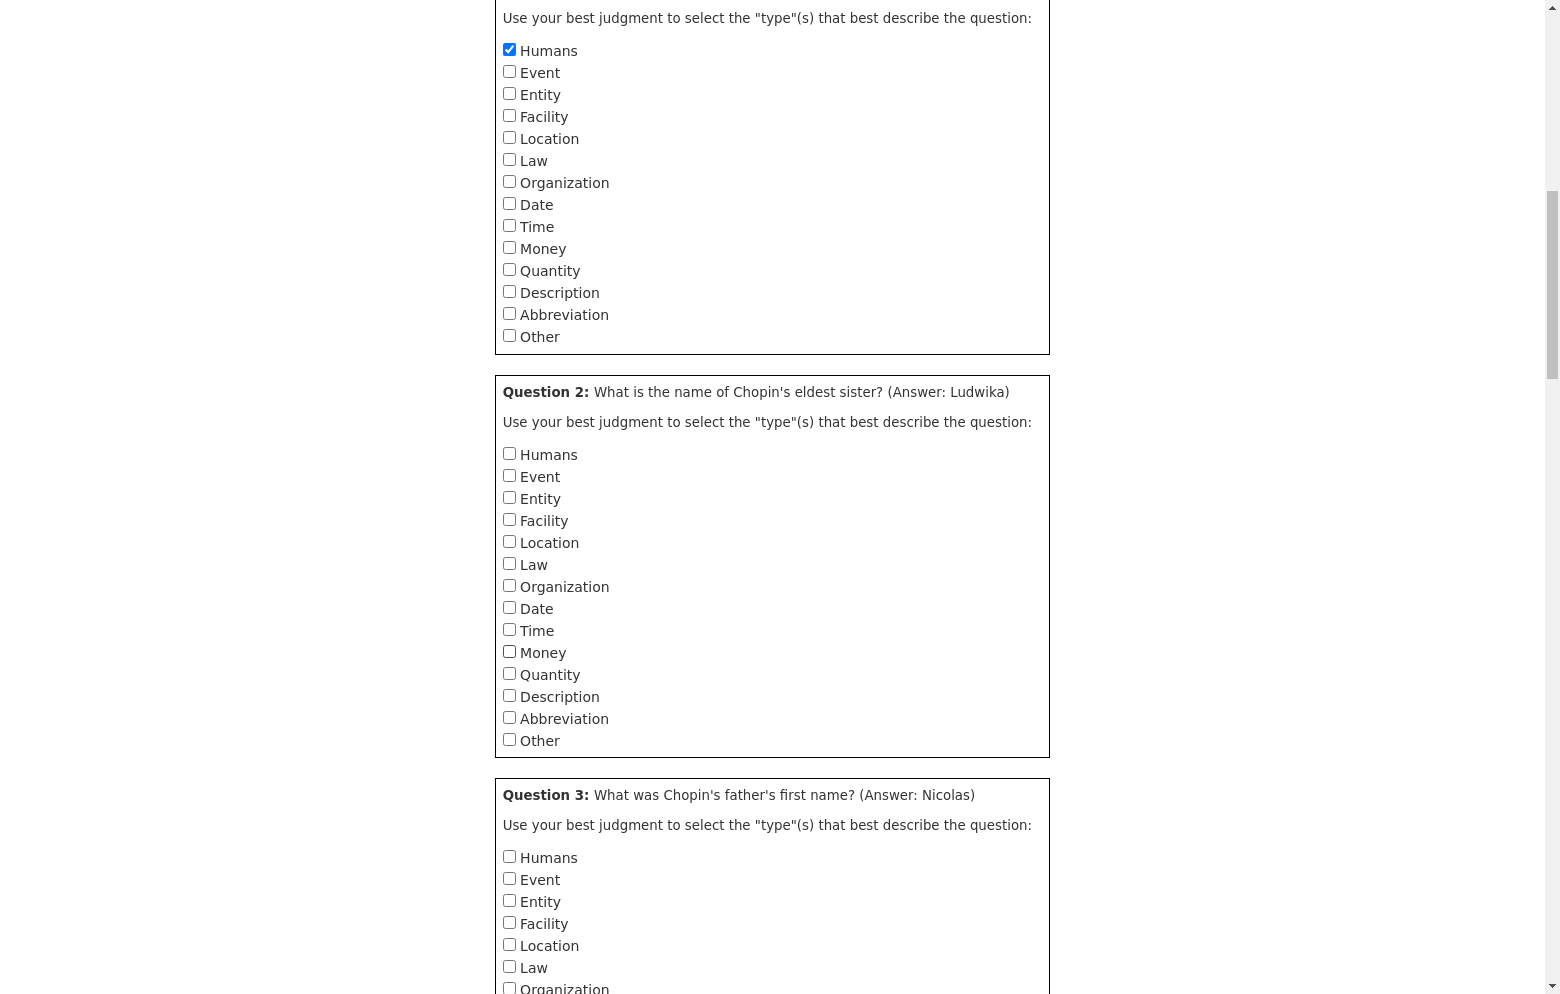 Use your best judgment to select the "type"(s) that best describe the question:
Humans
Event
Entity
Facility
Location
Law
Organization
Date
Time
Money
Quantity
Description
Abbreviation
Other
Question 2: What is the name of Chopin's eldest sister? (Answer: Ludwika)
Use your best judgment to select the "type"(s) that best describe the question:
Humans
Event
Entity
Facility
Location
Law
Organization
Date
Time
Money
Quantity
Description
Abbreviation
Other
Question 3: What was Chopin's father's first name? (Answer: Nicolas)
Use your best judgment to select the "type"(s) that best describe the question:
Humans
Event
Entity
Facility
Location
Law
Organization